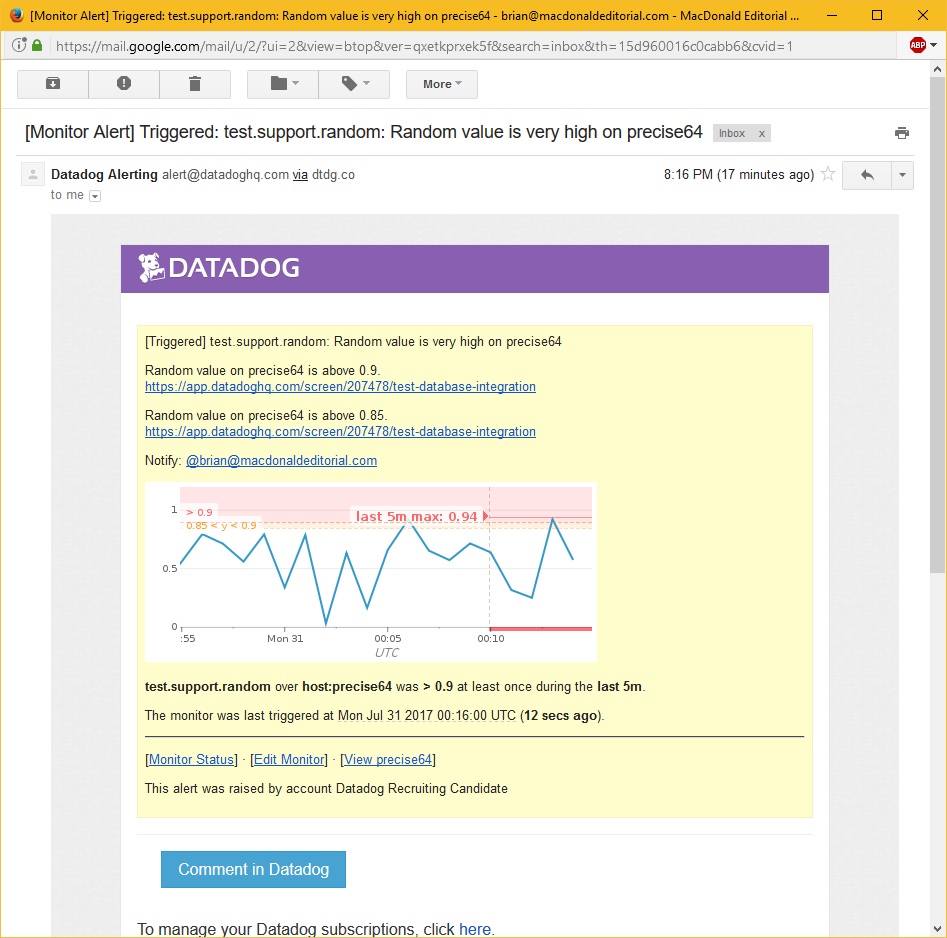 [Monitor Alert] Triggered: test.support.random: Random value is very high on precise64 - brian@macdonaldeditorial.com - MacDonald Editorial ...
https://mail.google.com/mail/u/2/?ui=2&view=btop&ver=qxetkprxek5f&search=inbox&th=15d960016c0cabb6&cvid=1
ABP
More
[Monitor Alert] Triggered: test.support.random: Random value is very high on precise64 Inbox x
Datadog Alerting alert@datadoghq.com via dtdg.co 8:16 PM (17 minutes ago)
to me
DATADOG
[Triggered] test.support.random: Random value is very high on precise64
Random value on precise64 is above 0.9.
https://app.datadoghq.com/screen/207478/test-database-integration
Random value on precise64 is above 0.85.
https://app.datadoghq.com/screen/207478/test-database-integration
Notify: @brian@macdonaldeditorial.com
1
> 0.9
last 5m max: 0.94
0.85 < y < 0.9
0.5
0
:55 Mon 31 00:05 00:10
UTC
test.support.random over host:precise64 was > 0.9 at least once during the last 5m.
The monitor was last triggered at Mon Jul 31 2017 00:16:00 UTC (12 secs ago).
[Monitor Status] · [Edit Monitor] · [View precise64]
This alert was raised by account Datadog Recruiting Candidate
Comment in Datadog
To manage your Datadog subscriptions, click here.